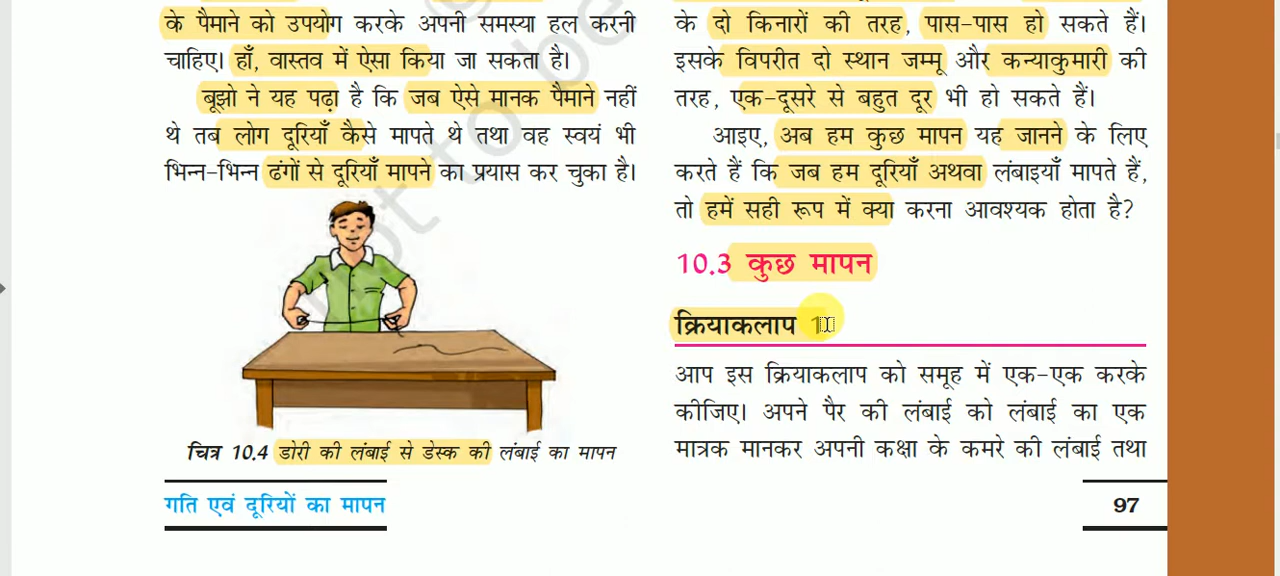 के पैमाने को उपयोग करके अपनी समस्या हल करनी
चाहिए। हाँ, वास्तव में ऐसा किया जा सकता है।
बूझो ने यह पढ़ा है कि जब ऐसे मानक पैमाने नहीं
थे तब लोग दूरियाँ कैसे मापते थे तथा वह स्वयं भी
भिन्न-भिन्न ढंगों से दूरियाँ मापने का प्रयास कर चुका है।
चित्र 10.4 डोरी की लंबाई से डेस्क की लंबाई का मापन
के दो किनारों की तरह, पास-पास हो सकते हैं।
इसके विपरीत दो स्थान जम्मू और कन्याकुमारी की
तरह, एक-दूसरे से बहुत दूर भी हो सकते हैं।
आइए, अब हम कुछ मापन यह जानने के लिए
करते हैं कि जब हम दूरियाँ अथवा लंबाइयाँ मापते हैं,
तो हमें सही रूप में क्या करना आवश्यक होता है?
10.3 कुछ मापन
क्रियाकलाप 1
आप इस क्रियाकलाप को समूह में एक-एक करके
कीजिए। अपने पैर की लंबाई को लंबाई का एक
मात्रक मानकर अपनी कक्षा के कमरे की लंबाई तथा
गति एवं दूरियों का मापन
97